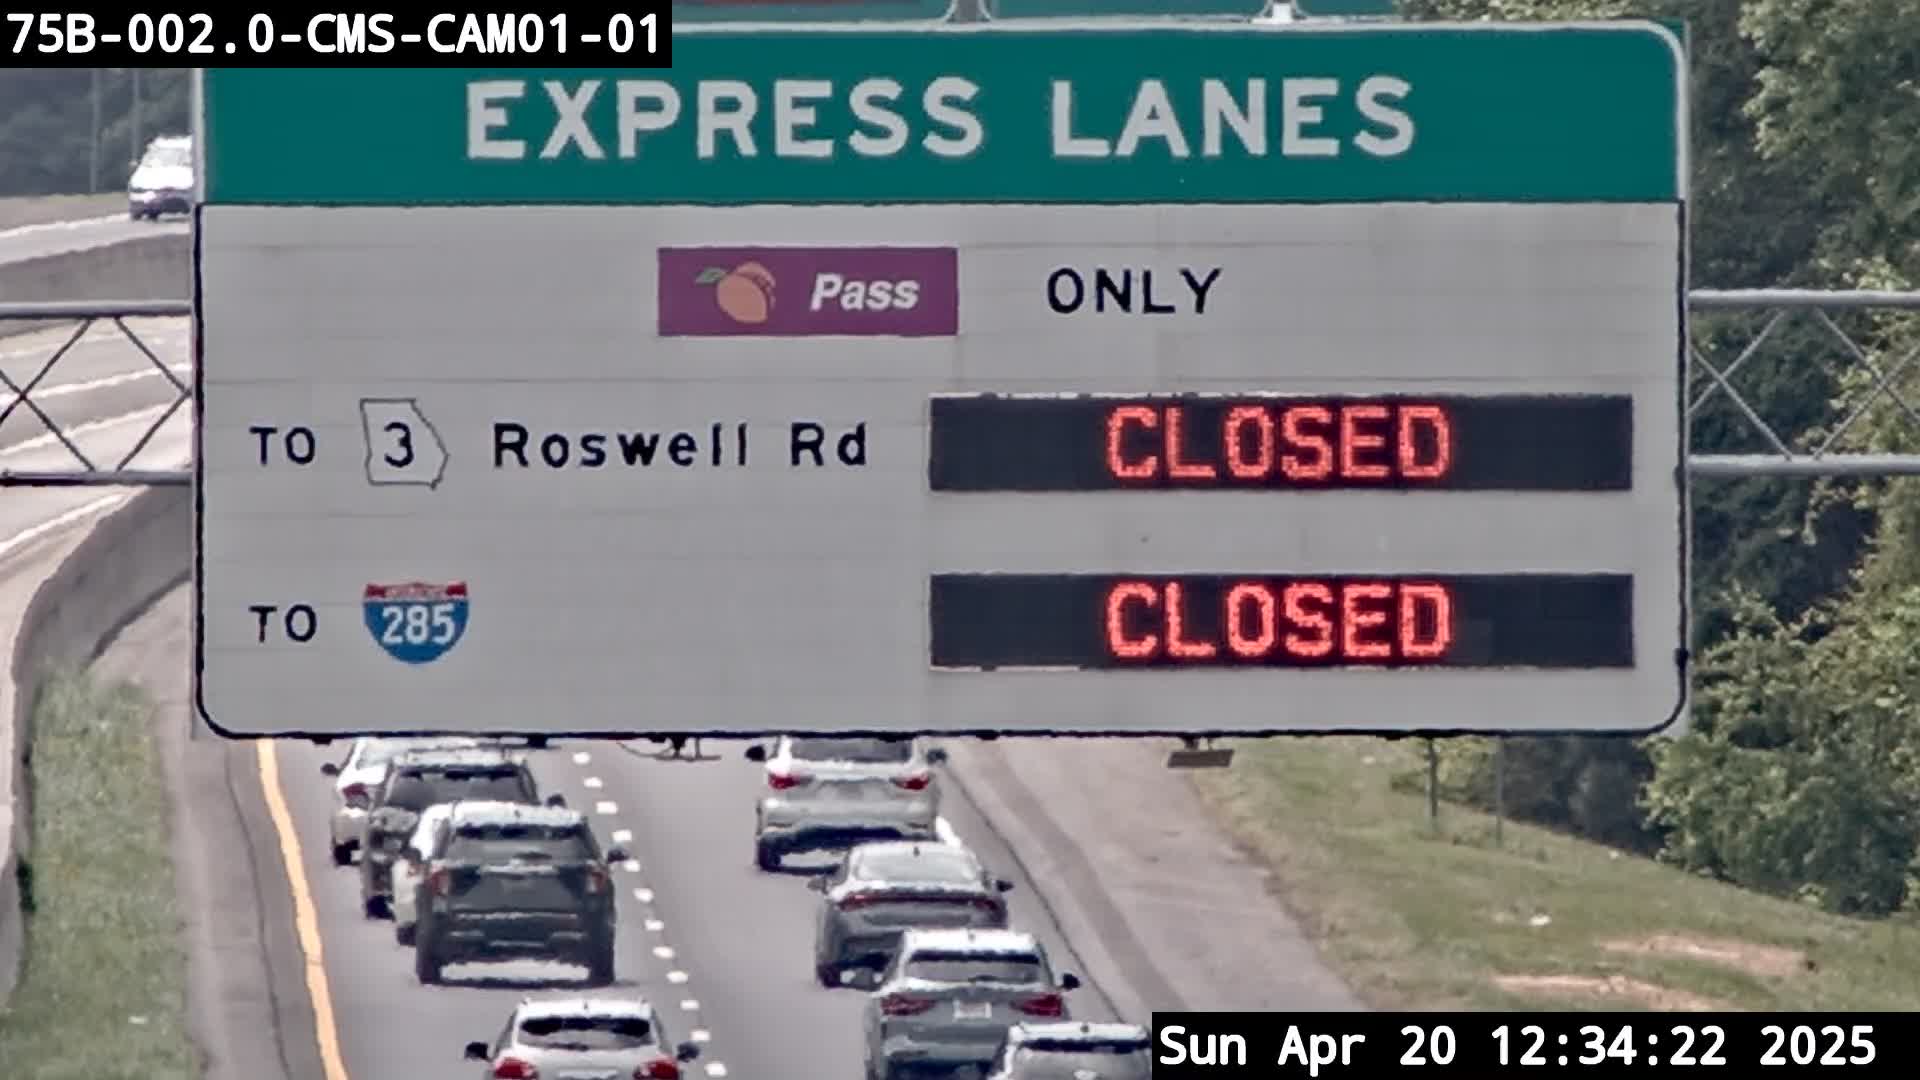 75B-002.0-CMS-CAM01-01
EXPRESS LANES
Pass ONLY
TO 3 Roswell Rd CLOSED
TO 285 CLOSED
Sun Apr 20 12:34:22 2025